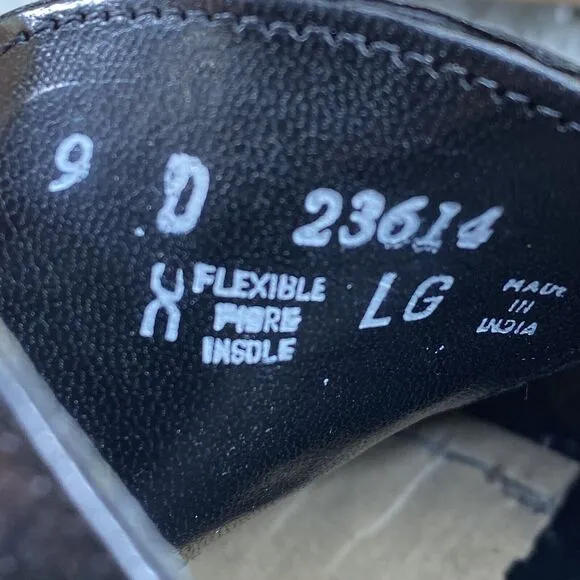 9 D 23614
X FLEXIBLE FIBRE INSOLE
LG
MADE IN INDIA